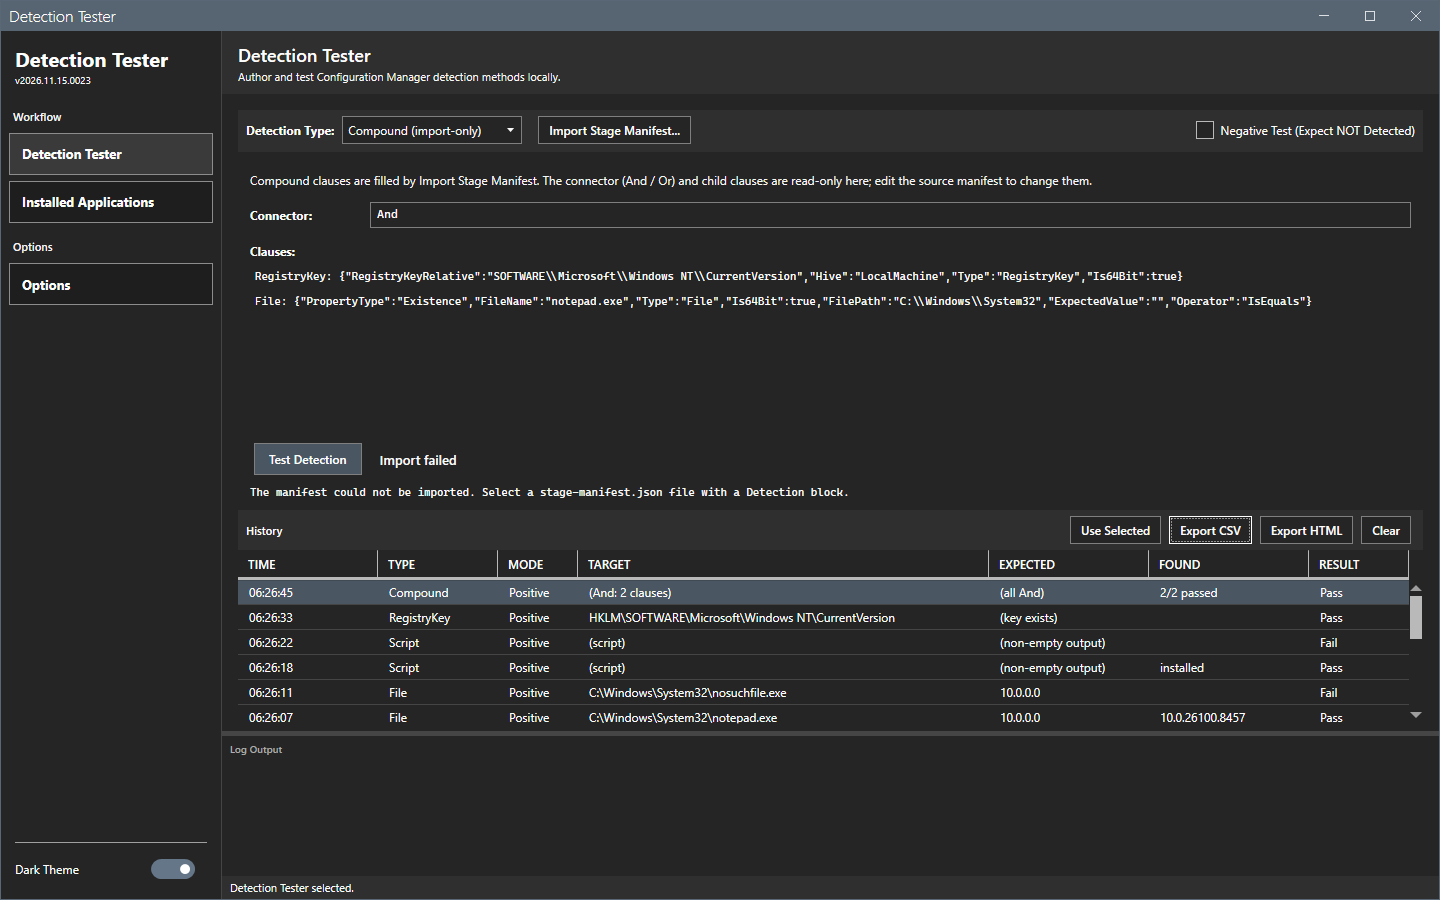 Detection Tester
Detection Tester
v2026.11.15.0023
Workflow
Detection Tester
Installed Applications
Options
Options
Dark Theme
Detection Tester
Author and test Configuration Manager detection methods locally.
Detection Type: Compound (import-only) Import Stage Manifest... Negative Test (Expect NOT Detected)
Compound clauses are filled by Import Stage Manifest. The connector (And / Or) and child clauses are read-only here; edit the source manifest to change them.
Connector: And
Clauses:
RegistryKey: {"RegistryKeyRelative":"SOFTWARE\\Microsoft\\Windows NT\\CurrentVersion","Hive":"LocalMachine","Type":"RegistryKey","Is64Bit":true}
File: {"PropertyType":"Existence","FileName":"notepad.exe","Type":"File","Is64Bit":true,"FilePath":"C:\\Windows\\System32","ExpectedValue":"","Operator":"IsEquals"}
Test Detection Import failed
The manifest could not be imported. Select a stage-manifest.json file with a Detection block.
History Use Selected Export CSV Export HTML Clear
TIME TYPE MODE TARGET EXPECTED FOUND RESULT
06:26:45 Compound Positive (And: 2 clauses) (all And) 2/2 passed Pass
06:26:33 RegistryKey Positive HKLM\SOFTWARE\Microsoft\Windows NT\CurrentVersion (key exists) Pass
06:26:22 Script Positive (script) (non-empty output) Fail
06:26:18 Script Positive (script) (non-empty output) installed Pass
06:26:11 File Positive C:\Windows\System32\nosuchfile.exe 10.0.0.0 Fail
06:26:07 File Positive C:\Windows\System32\notepad.exe 10.0.0.0 10.0.26100.8457 Pass
Log Output
Detection Tester selected.